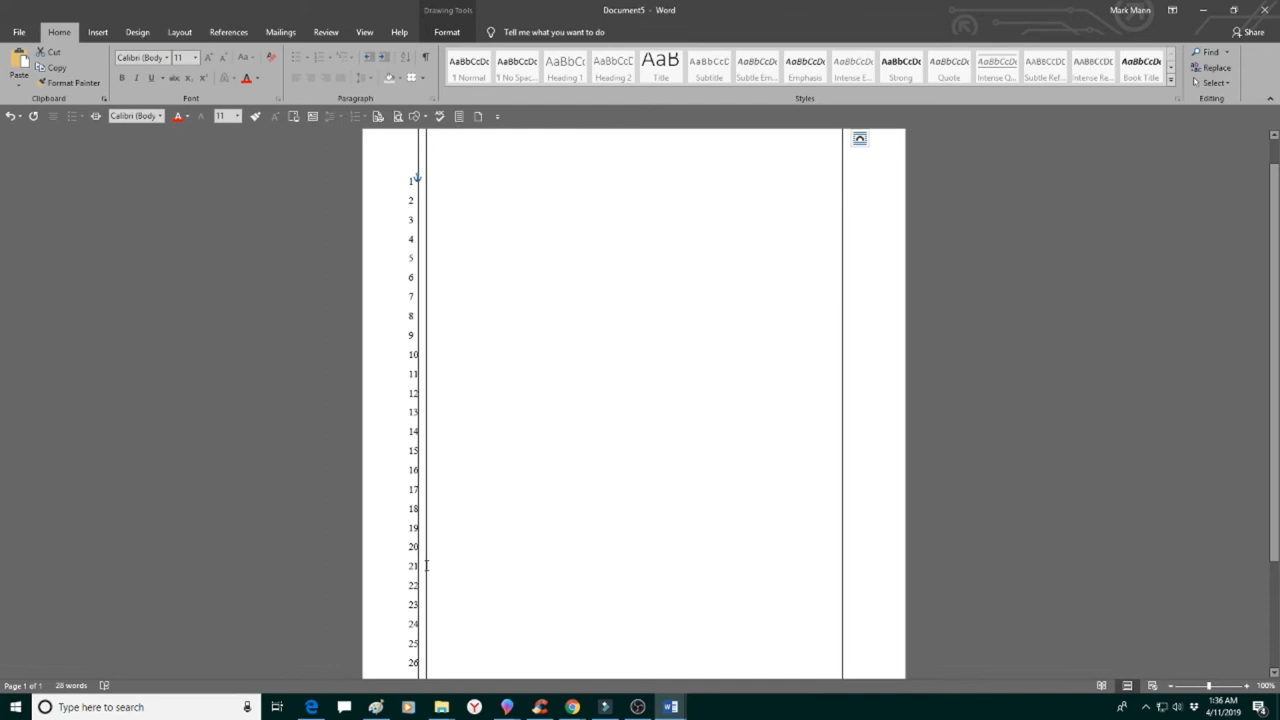 Drawing Tools
Document5 - Word
Mark Mann
File Home Insert Design Layout References Mailings Review View Help Format Tell me what you want to do Share
Paste
Cut
Copy
Format Painter
Clipboard
Calibri (Body 11
Aa
B I U abc x₂ x² A
Font
Paragraph
AaBbCcDc AaBbCcDc AaBbCc AaBbCcD AaB AaBbCcD AaBbCcDc AaBbCcDc AaBbCcDc AaBbCcDc AaBbCcDc AaBbCcDc AaBbCcDc AaBbCcDc AaBbCcDc
¶ Normal ¶ No Spac... Heading 1 Heading 2 Title Subtitle Subtle Em... Emphasis Intense E... Strong Quote Intense Q... Subtle Ref... Intense Re... Book Title
Styles
Find
Replace
Select
Editing
Calibri (Body A 11
1
2
3
4
5
6
7
8
9
10
11
12
13
14
15
16
17
18
19
20
21
22
23
24
25
26
Page 1 of 1 28 words 100%
Type here to search
1:36 AM
4/11/2019
4